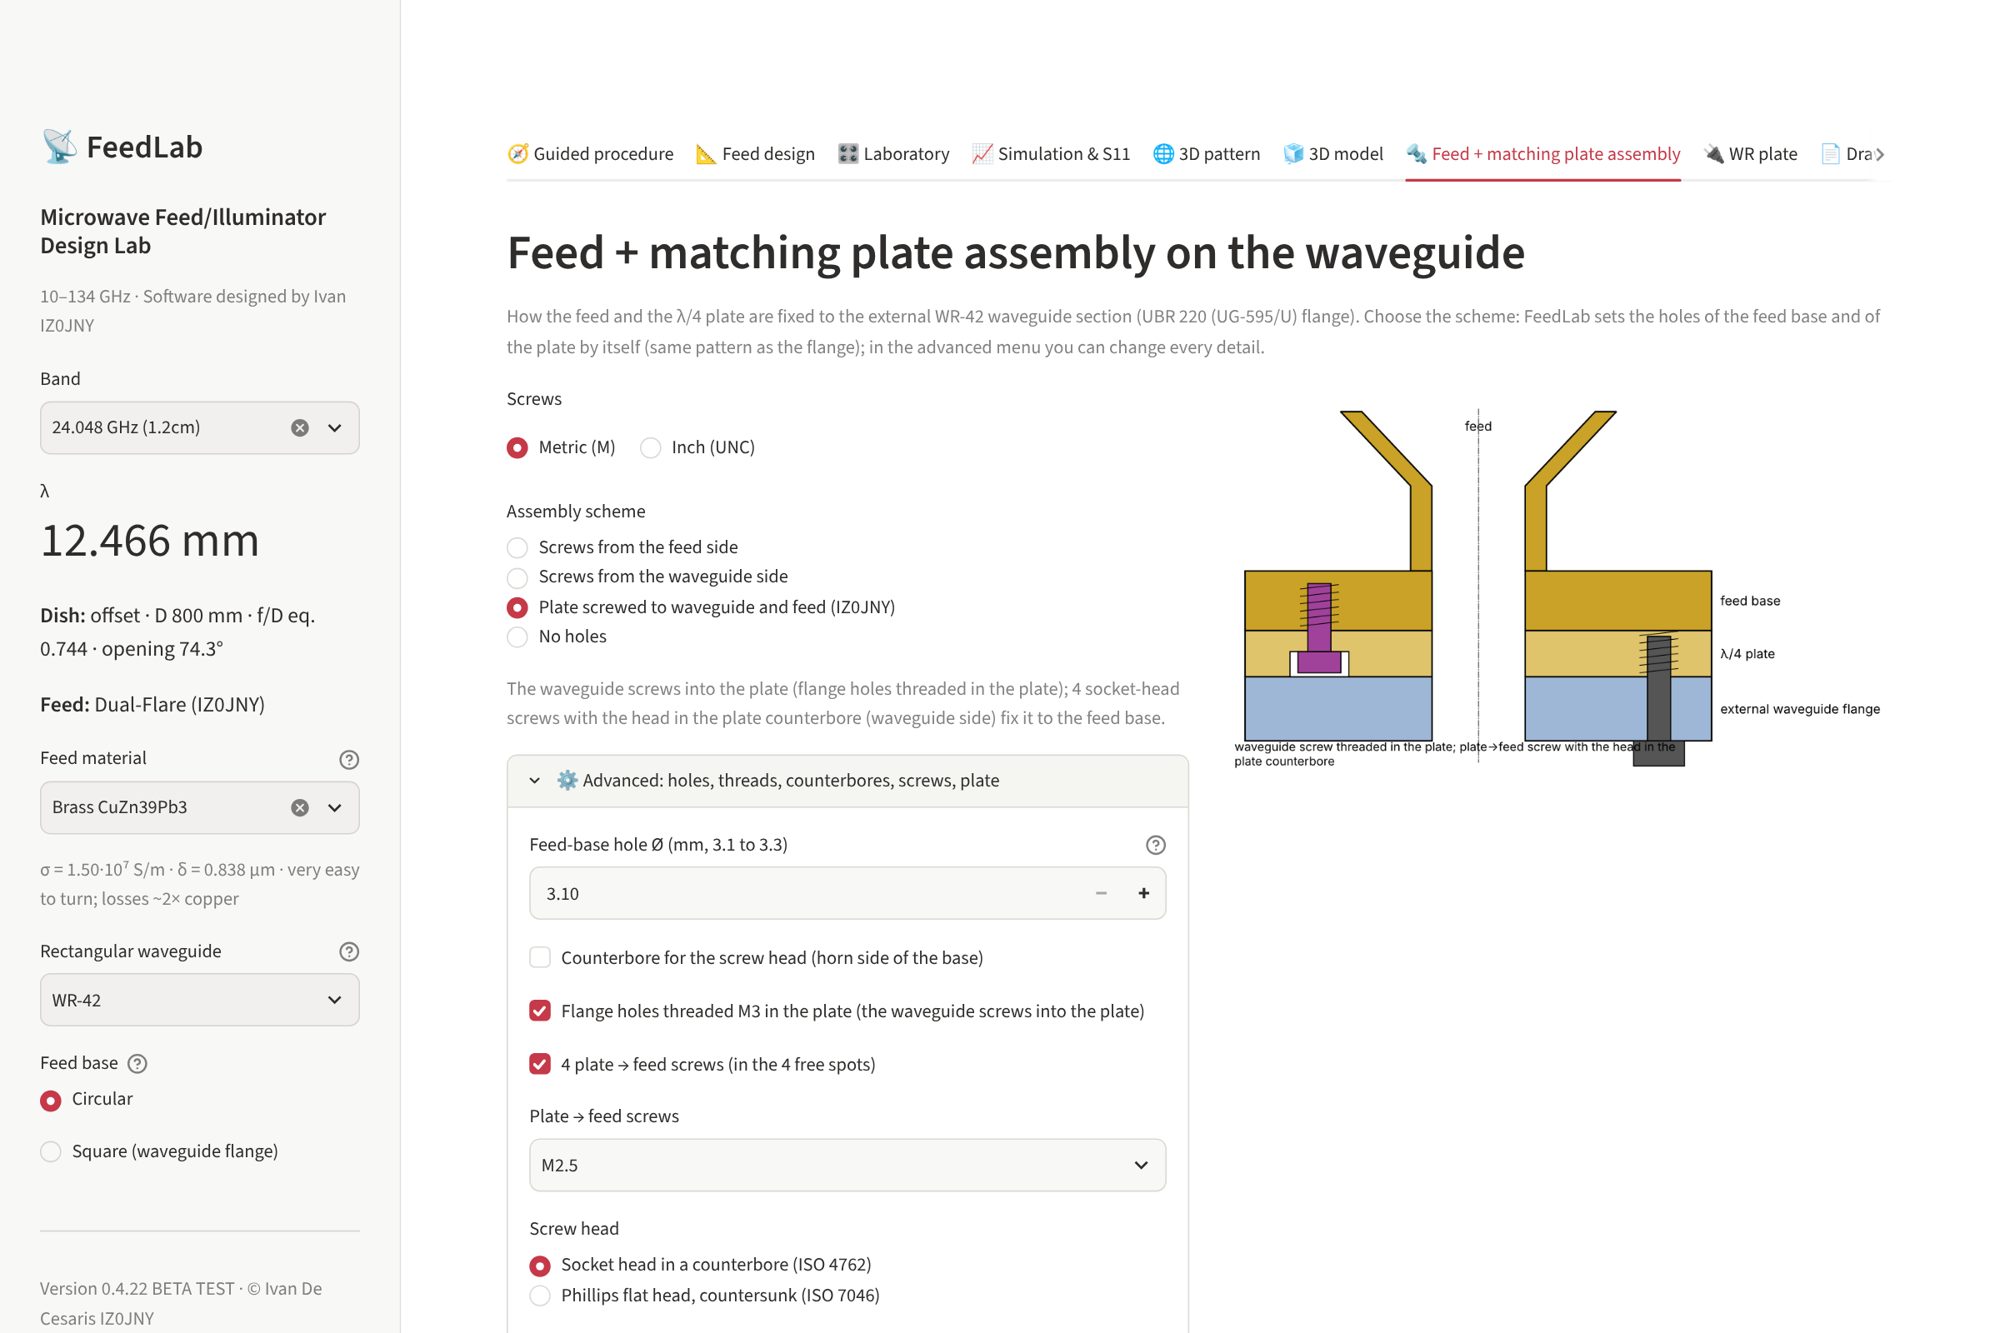 📡 FeedLab
Microwave Feed/Illuminator
Design Lab
10–134 GHz · Software designed by Ivan
IZ0JNY
Band
24.048 GHz (1.2cm)
λ
12.466 mm
Dish: offset · D 800 mm · f/D eq.
0.744 · opening 74.3°
Feed: Dual-Flare (IZ0JNY)
Feed material
Brass CuZn39Pb3
σ = 1.50·10⁷ S/m · δ = 0.838 µm · very easy
to turn; losses ~2× copper
Rectangular waveguide
WR-42
Feed base
Circular
Square (waveguide flange)
Version 0.4.22 BETA TEST · © Ivan De
Cesaris IZ0JNY
🧭 Guided procedure 📐 Feed design 🎛️ Laboratory 📈 Simulation & S11 🌐 3D pattern 🧊 3D model 🔩 Feed + matching plate assembly 🔌 WR plate 📄 Dra
Feed + matching plate assembly on the waveguide
How the feed and the λ/4 plate are fixed to the external WR-42 waveguide section (UBR 220 (UG-595/U) flange). Choose the scheme: FeedLab sets the holes of the feed base and of
the plate by itself (same pattern as the flange); in the advanced menu you can change every detail.
Screws
Metric (M) Inch (UNC)
Assembly scheme
Screws from the feed side
Screws from the waveguide side
Plate screwed to waveguide and feed (IZ0JNY)
No holes
The waveguide screws into the plate (flange holes threaded in the plate); 4 socket-head
screws with the head in the plate counterbore (waveguide side) fix it to the feed base.
⚙️ Advanced: holes, threads, counterbores, screws, plate
Feed-base hole Ø (mm, 3.1 to 3.3)
3.10
Counterbore for the screw head (horn side of the base)
Flange holes threaded M3 in the plate (the waveguide screws into the plate)
4 plate → feed screws (in the 4 free spots)
Plate → feed screws
M2.5
Screw head
Socket head in a counterbore (ISO 4762)
Phillips flat head, countersunk (ISO 7046)
feed
feed base
λ/4 plate
external waveguide flange
waveguide screw threaded in the plate; plate→feed screw with the head in the
plate counterbore